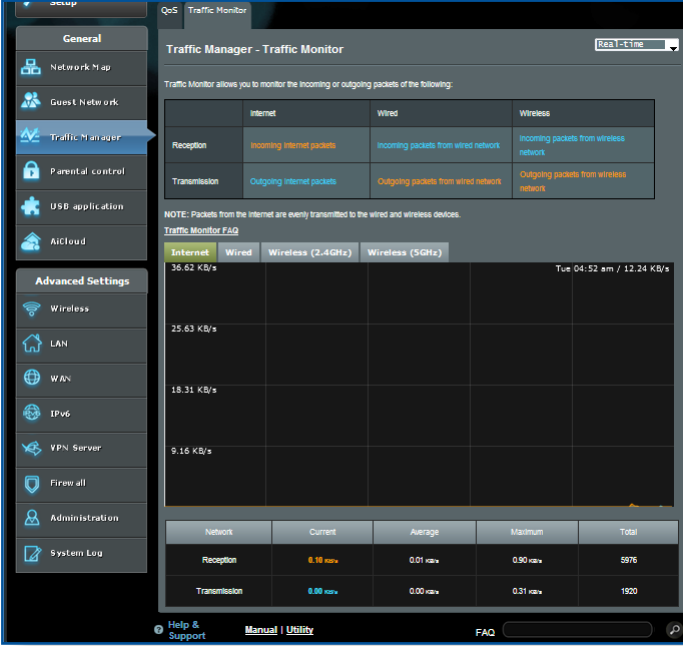 Setup
QoS Traffic Monitor
General
Network Map
Guest Network
Traffic Manager
Parental control
USB application
AiCloud
Advanced Settings
Wireless
LAN
WAN
IPv6
VPN Server
Firewall
Administration
System Log
Traffic Manager - Traffic Monitor
Real-time
Traffic Monitor allows you to monitor the incoming or outgoing packets of the following:
Internet Wired Wireless
Reception Incoming Internet packets Incoming packets from wired network Incoming packets from wireless
network
Transmission Outgoing Internet packets Outgoing packets from wired network Outgoing packets from wireless
network
NOTE: Packets from the Internet are evenly transmitted to the wired and wireless devices.
Traffic Monitor FAQ
Internet Wired Wireless (2.4GHz) Wireless (5GHz)
36.62 KB/s Tue 04:52 am / 12.24 KB/s
25.63 KB/s
18.31 KB/s
9.16 KB/s
Network Current Average Maximum Total
Reception 0.10 KB/s 0.01 KB/s 0.90 KB/s 5976
Transmission 0.00 KB/s 0.00 KB/s 0.31 KB/s 1920
Help &
Support
Manual | Utility
FAQ